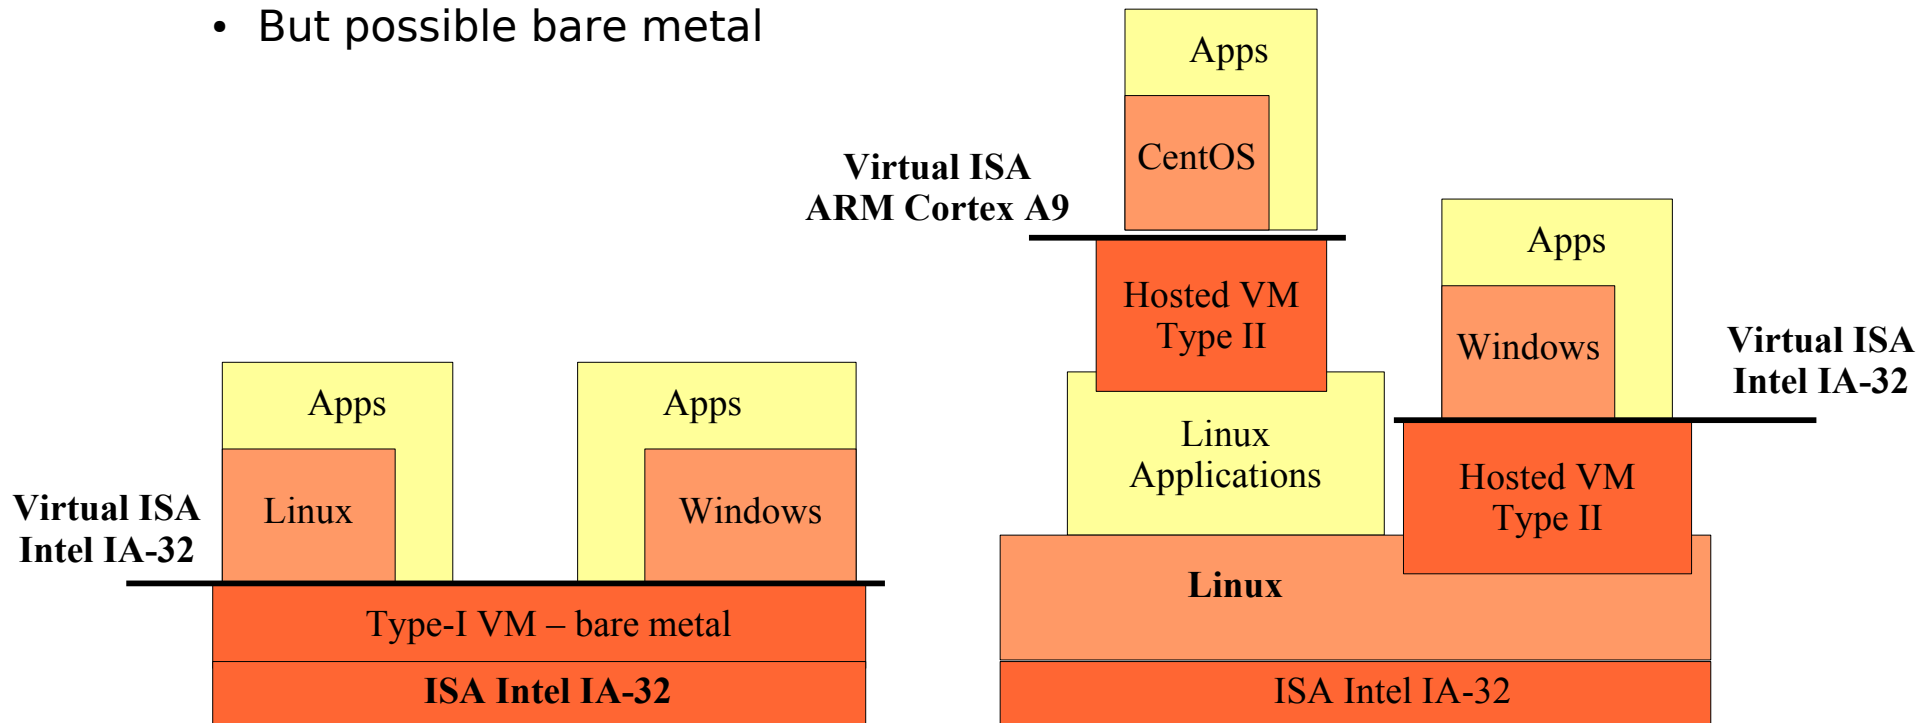 • But possible bare metal
Apps
CentOS
Virtual ISA
ARM Cortex A9
Hosted VM
Type II
Linux
Applications
Apps
Windows
Virtual ISA
Intel IA-32
Hosted VM
Type II
Linux
ISA Intel IA-32
Apps
Linux
Apps
Windows
Virtual ISA
Intel IA-32
Type-I VM – bare metal
ISA Intel IA-32